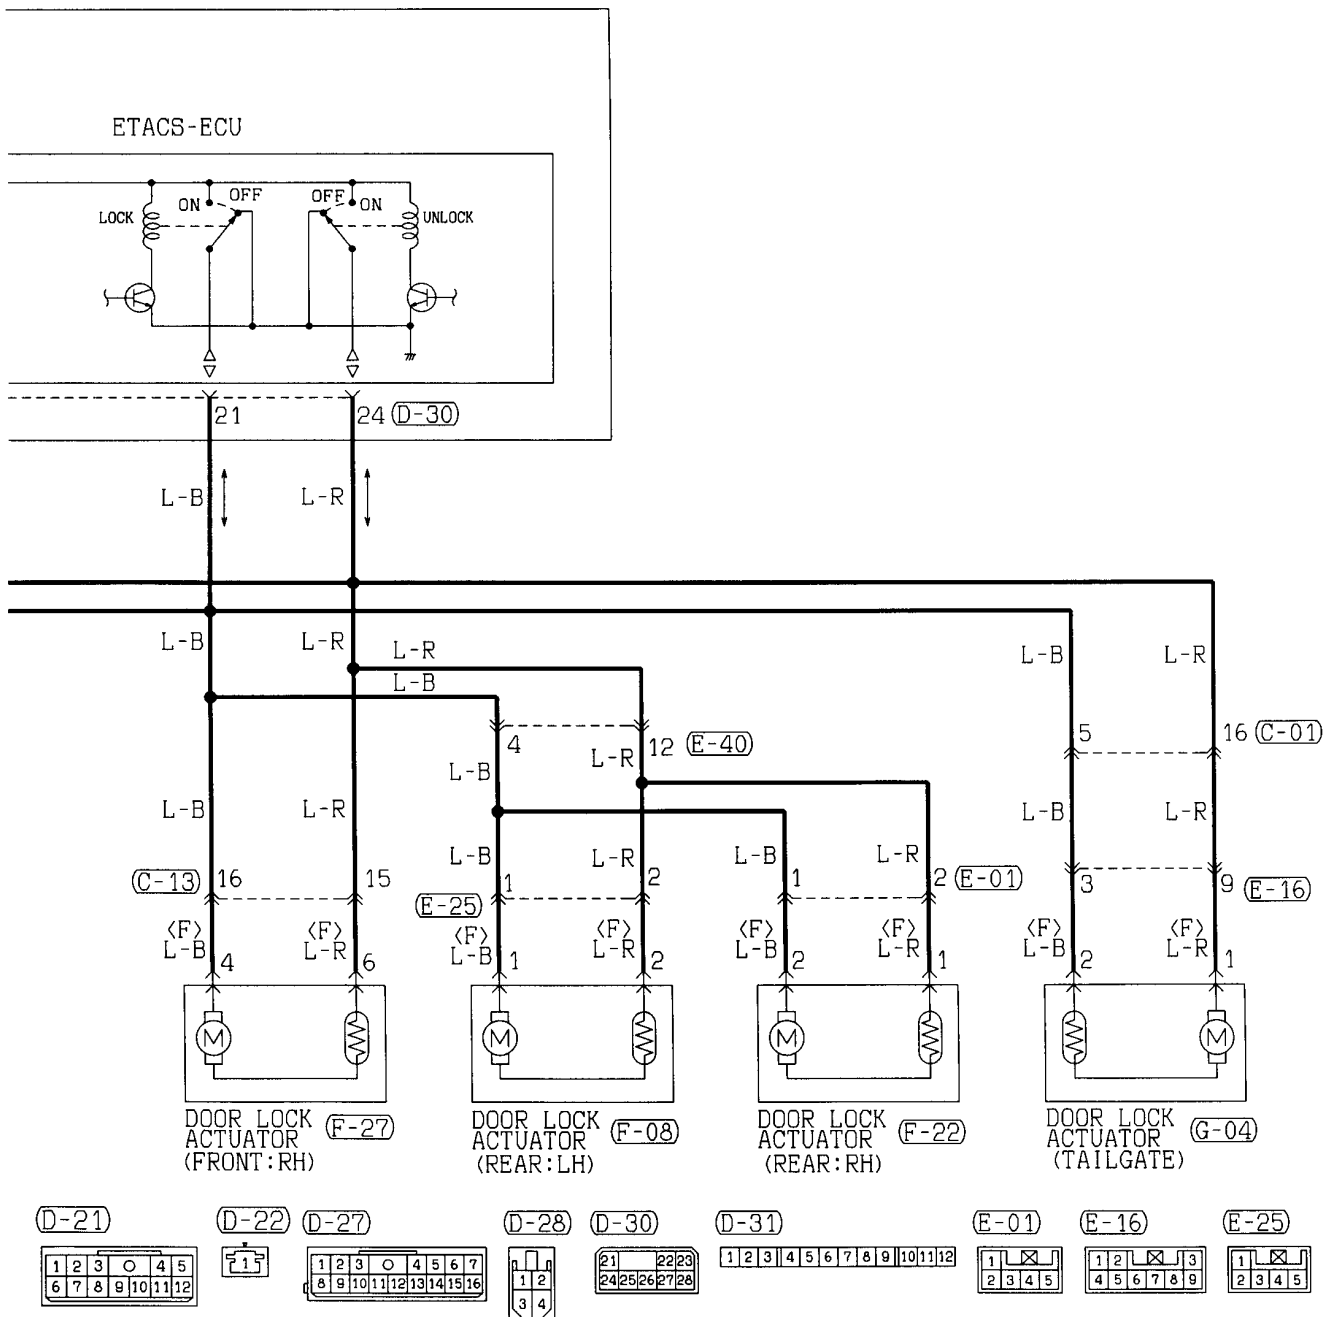 ETACS-ECU
LOCK ON OFF OFF ON UNLOCK
21 24 D-30
L-B L-R
L-B L-R L-R L-B L-R
L-B
5 16 C-01
4 12 E-40
L-B L-R
L-B L-R L-B L-R
L-B L-R L-B L-R
C-13 16 15 1 2 1 2 E-01 3 9 E-16
E-25
<F> <F> <F> <F> <F> <F> <F> <F>
L-B L-R L-B L-R L-B L-R L-B L-R
4 6 1 2 2 1 2 1
M M M M
DOOR LOCK
ACTUATOR
(FRONT:RH)
F-27
DOOR LOCK
ACTUATOR
(REAR:LH)
F-08
DOOR LOCK
ACTUATOR
(REAR:RH)
F-22
DOOR LOCK
ACTUATOR
(TAILGATE)
G-04
D-21
1 2 3 4 5
6 7 8 9 10 11 12
D-22
1
D-27
1 2 3 4 5 6 7
8 9 10 11 12 13 14 15 16
D-28
1 2
3 4
D-30
21 22 23
24 25 26 27 28
D-31
1 2 3 4 5 6 7 8 9 10 11 12
E-01
1
2 3 4 5
E-16
1 2 3
4 5 6 7 8 9
E-25
1
2 3 4 5